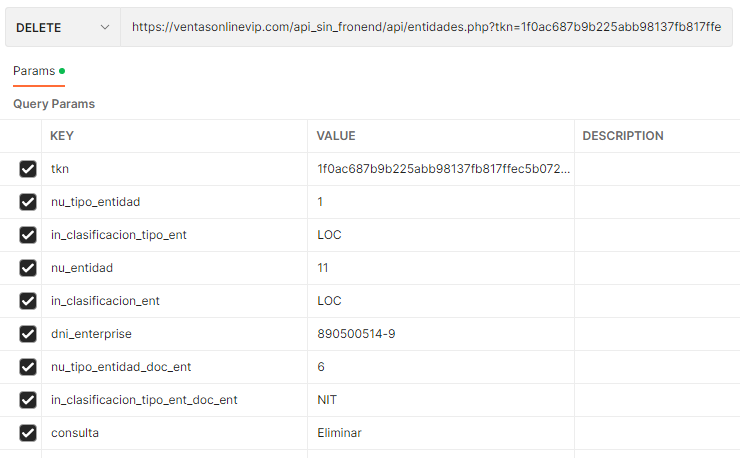 DELETE https://ventasonlinevip.com/api_sin_fronend/api/entidades.php?tkn=1f0ac687b9b225abb98137fb817ffe
Params
Query Params
KEY VALUE DESCRIPTION
tkn 1f0ac687b9b225abb98137fb817ffec5b072...
nu_tipo_entidad 1
in_clasificacion_tipo_ent LOC
nu_entidad 11
in_clasificacion_ent LOC
dni_enterprise 890500514-9
nu_tipo_entidad_doc_ent 6
in_clasificacion_tipo_ent_doc_ent NIT
consulta Eliminar